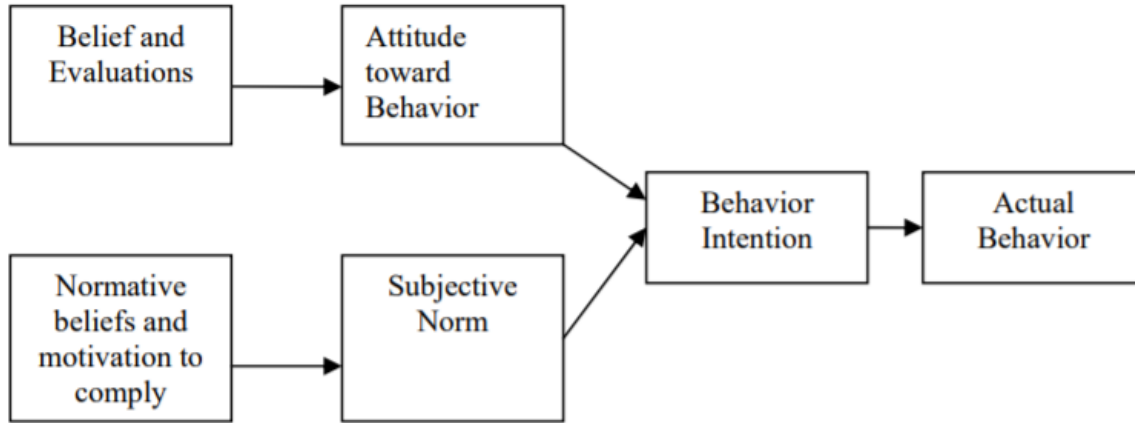 Belief and
Evaluations
Attitude
toward
Behavior
Behavior
Intention
Actual
Behavior
Normative
beliefs and
motivation to
comply
Subjective
Norm